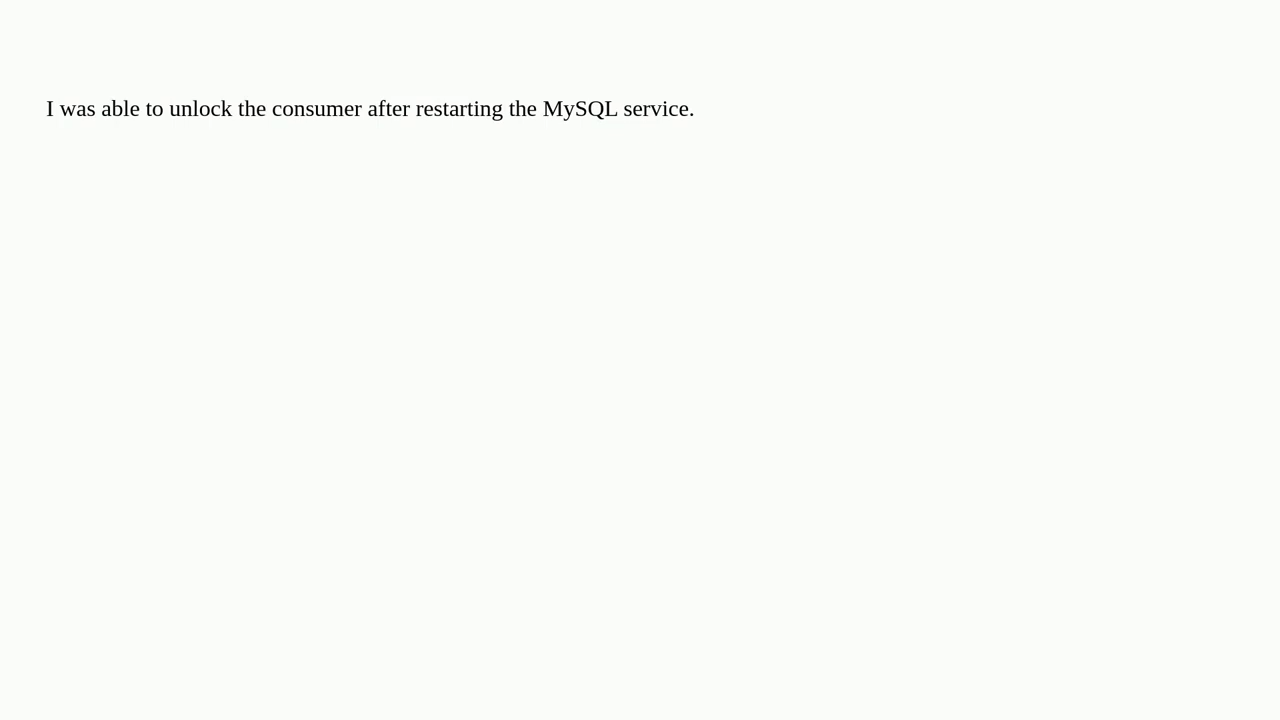 I was able to unlock the consumer after restarting the MySQL service.